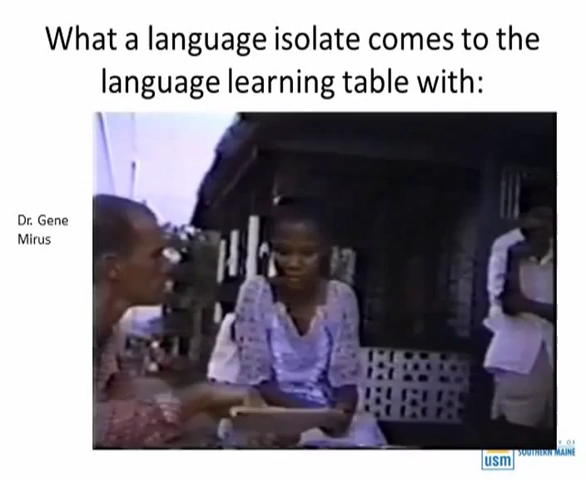 What a language isolate comes to the
language learning table with:
Dr. Gene
Mirus
usm
SOUTHERN MAINE